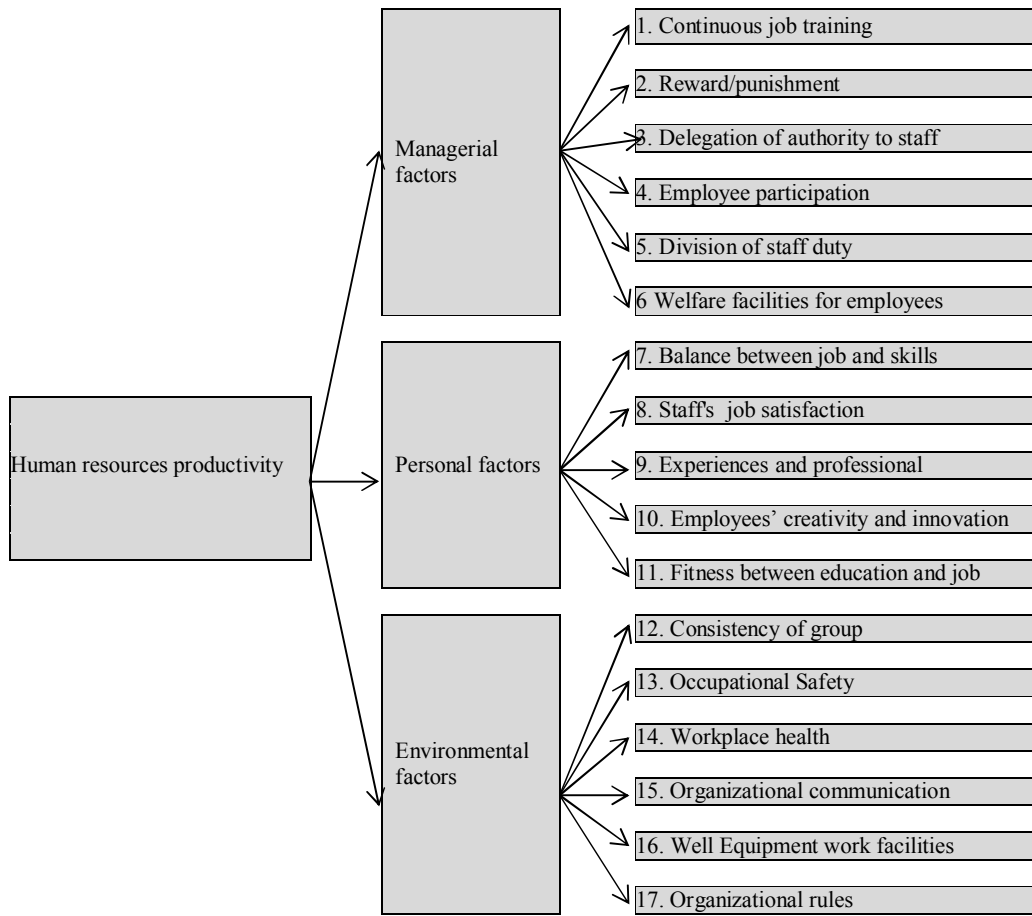 Human resources productivity
Managerial
factors
1. Continuous job training
2. Reward/punishment
3. Delegation of authority to staff
4. Employee participation
5. Division of staff duty
6 Welfare facilities for employees
Personal factors
7. Balance between job and skills
8. Staff's  job satisfaction
9. Experiences and professional
10. Employees’ creativity and innovation
11. Fitness between education and job
Environmental
factors
12. Consistency of group
13. Occupational Safety
14. Workplace health
15. Organizational communication
16. Well Equipment work facilities
17. Organizational rules